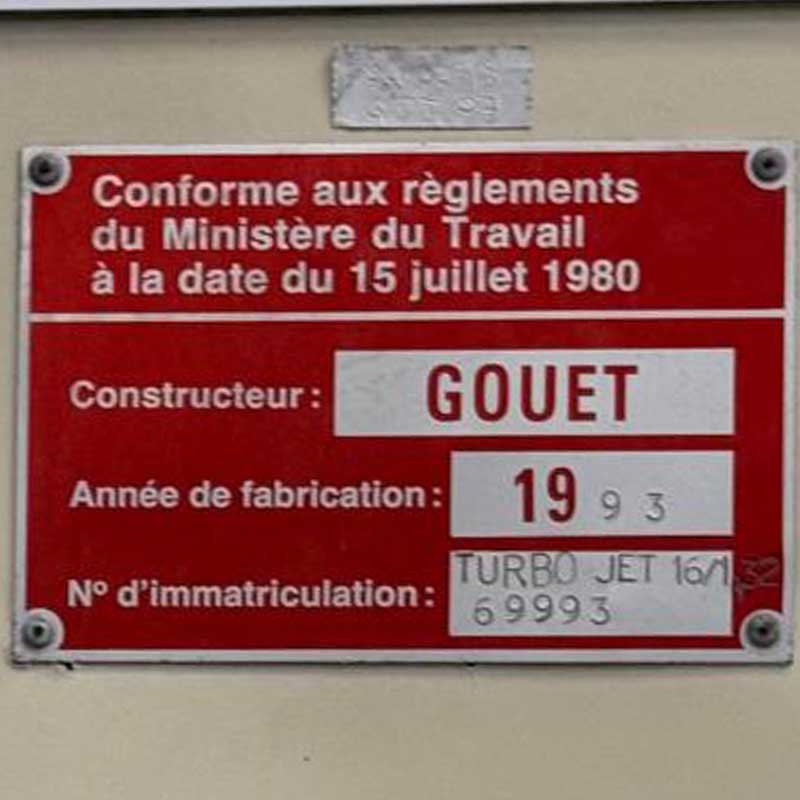 Conforme aux règlements
du Ministère du Travail
à la date du 15 juillet 1980
Constructeur : GOUET
Année de fabrication : 19 9 3
Nº d'immatriculation : TURBO JET 16/1,32
69993